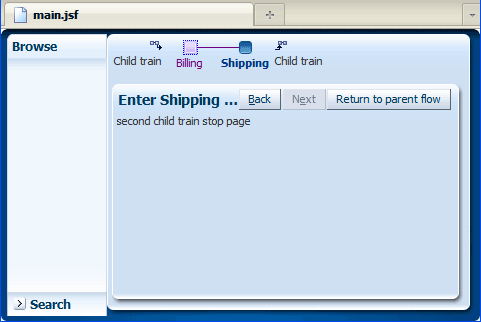 main.jsf
Browse
Child train Billing Shipping Child train
Enter Shipping ... Back Next Return to parent flow
second child train stop page
Search